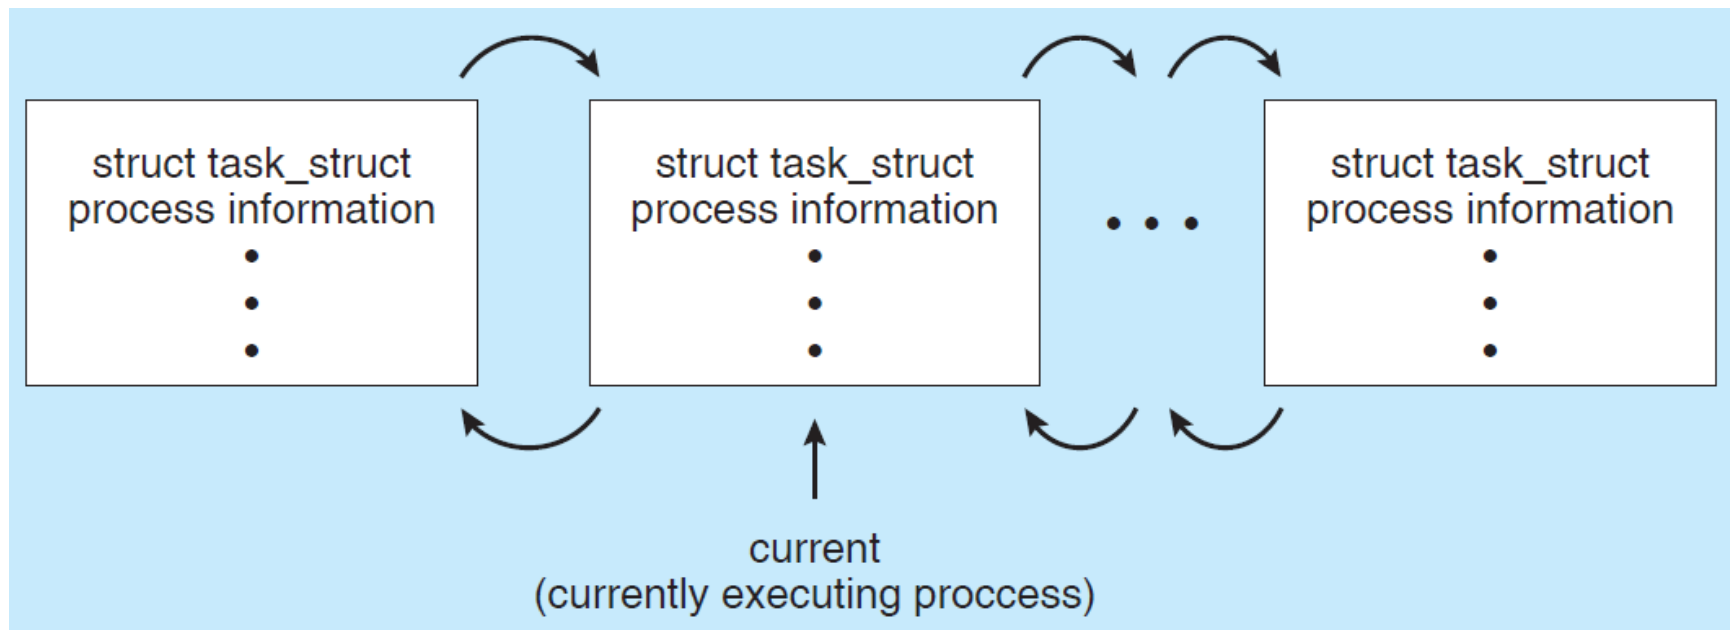 struct task_struct
process information
struct task_struct
process information
struct task_struct
process information
current
(currently executing proccess)